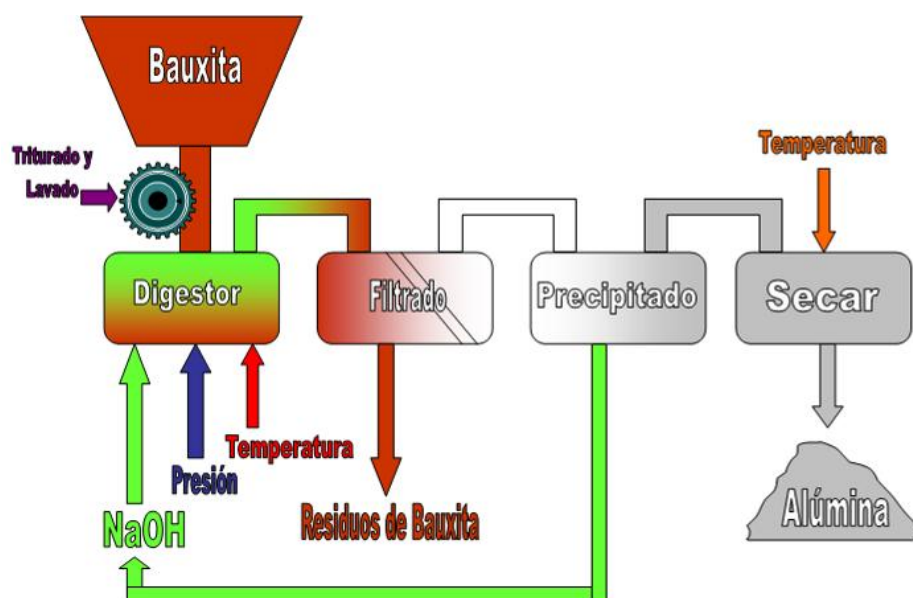 Bauxita
Triturado y
Lavado
Temperatura
Digestor
Filtrado
Precipitado
Secar
Temperatura
Presión
NaOH
Residuos de Bauxita
Alúmina